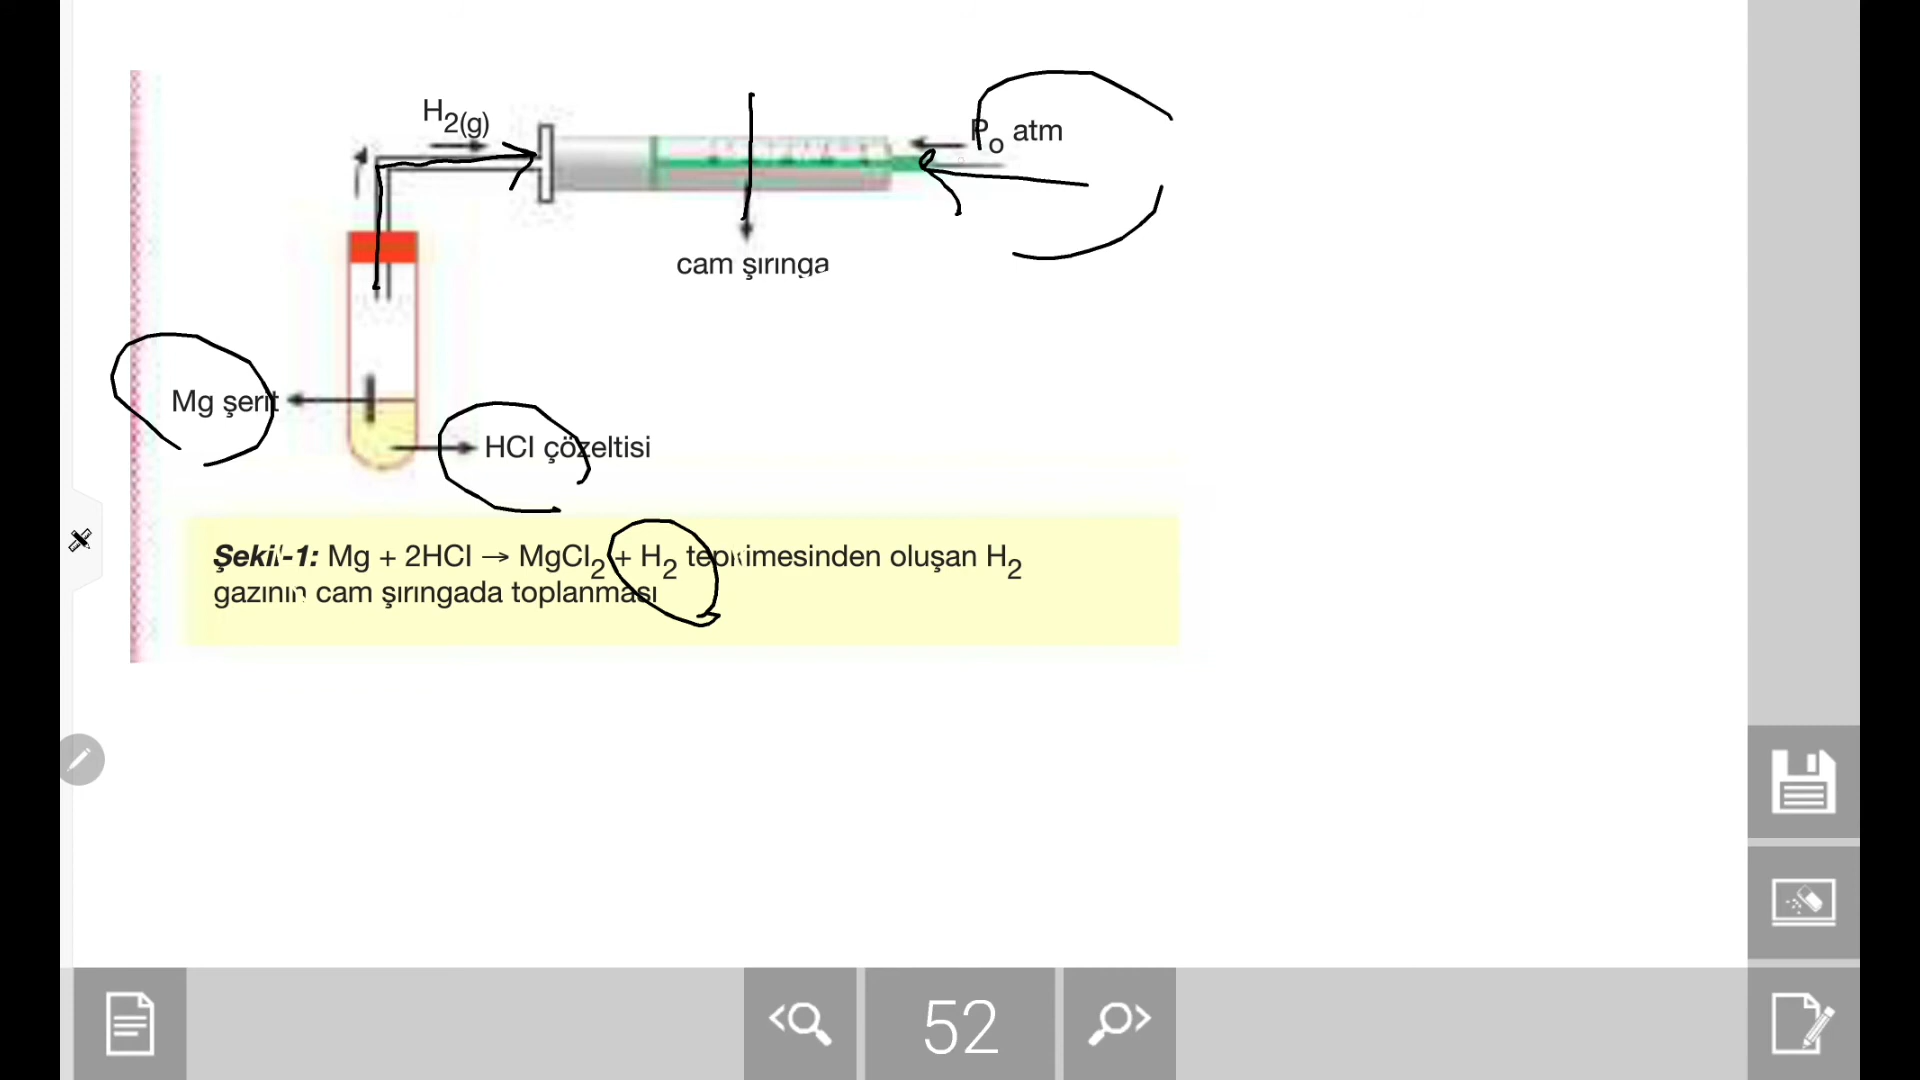 H2(g)
P0 atm
cam şırınga
Mg şerit
HCl çözeltisi
Şekil-1: Mg + 2HCl → MgCl2 + H2 tepkimesinden oluşan H2
gazının cam şırıngada toplanması
52